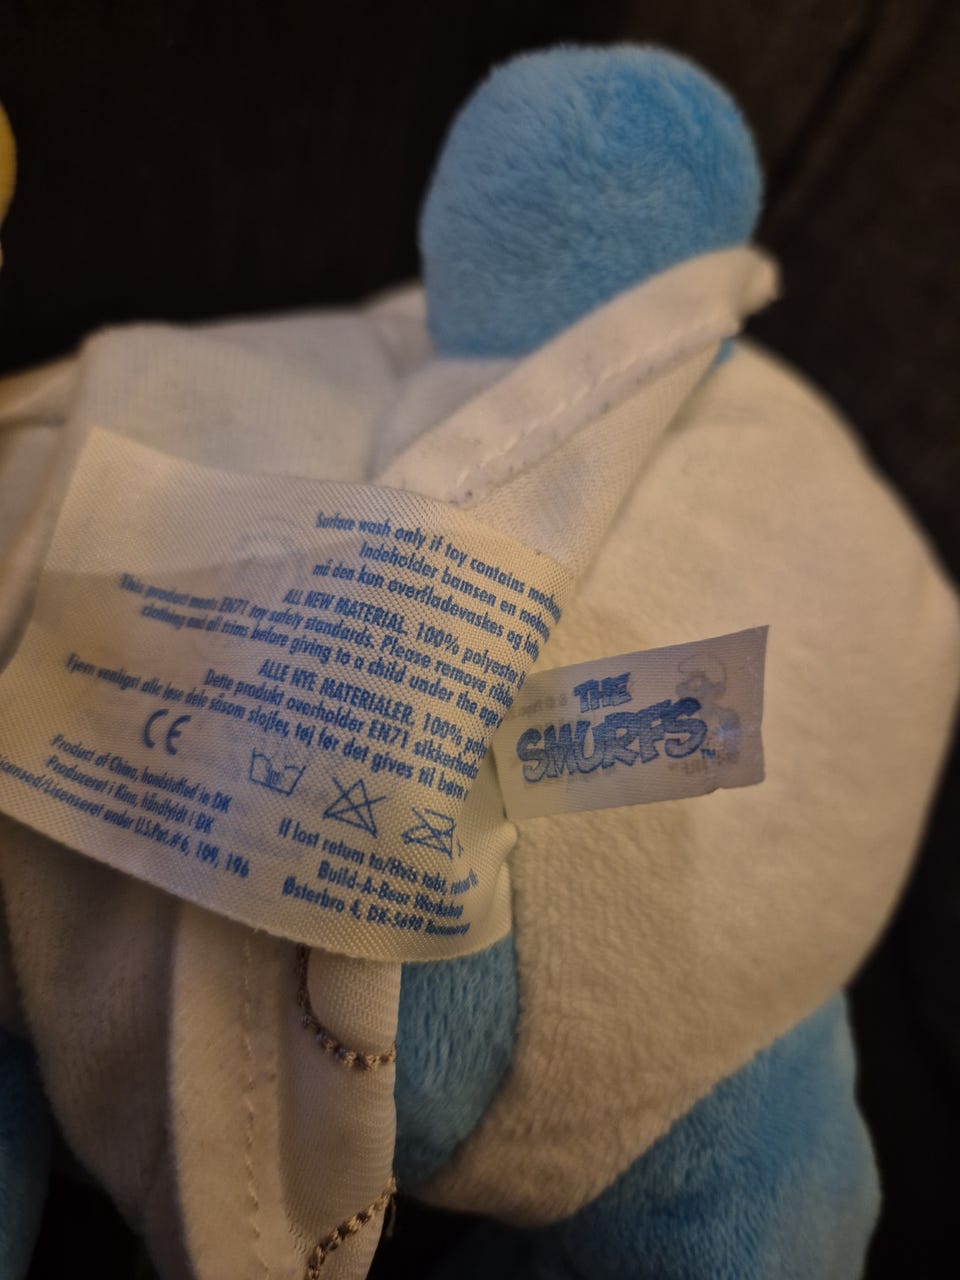 Surface wash only if toy contains
Indeholder bamsen en
må den kun overfladevaskes og
ALL NEW MATERIAL. 100% polyester
This product meets EN71 toy safety standards. Please remove
clothing and all trims before giving to a child under the age
ALLE NYE MATERIALER. 100%
Dette produkt overholder EN71
Fjern venligst alle løse dele såsom sløjfer, tøj før det gives til
CE
Product of China, handstuffed in DK
Produceret i Kina, håndfyldt i DK
Licenseret under U.S.Pat.# 6, 109, 196
If lost return to/Hvis tabt,
Build-A-Bear Workshop
Østerbro 4, DK-5690
THE
SMURFS™